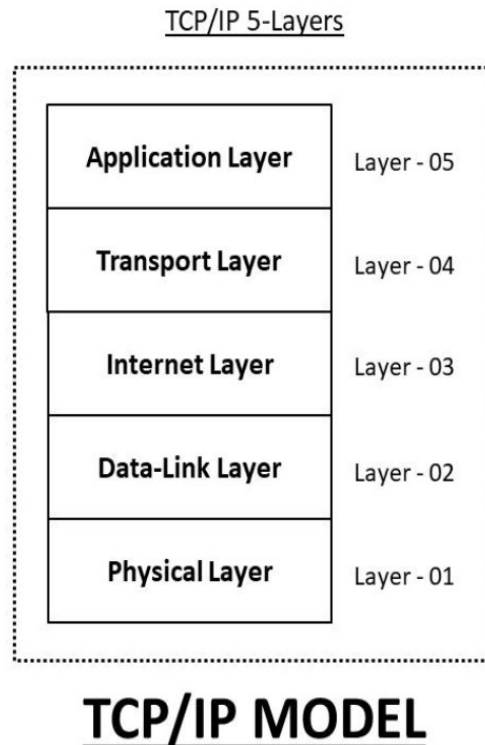 TCP/IP 5-Layers
Application Layer Layer - 05
Transport Layer Layer - 04
Internet Layer Layer - 03
Data-Link Layer Layer - 02
Physical Layer Layer - 01
TCP/IP MODEL